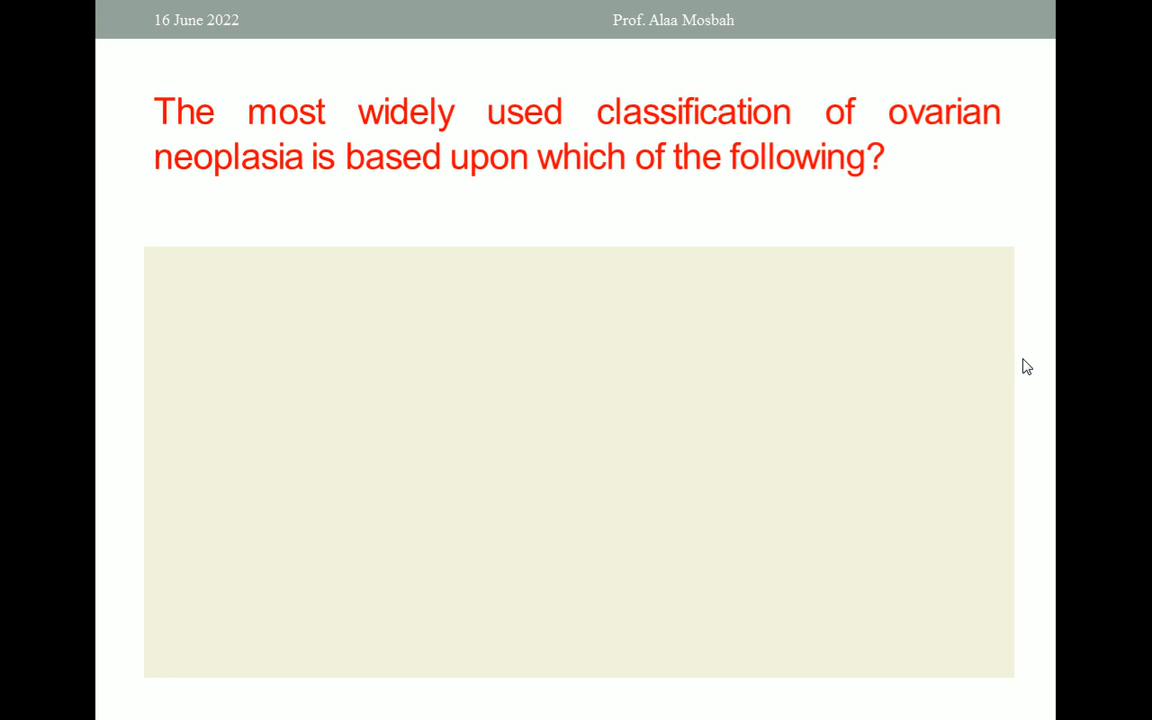 16 June 2022 Prof. Alaa Mosbah
The most widely used classification of ovarian
neoplasia is based upon which of the following?